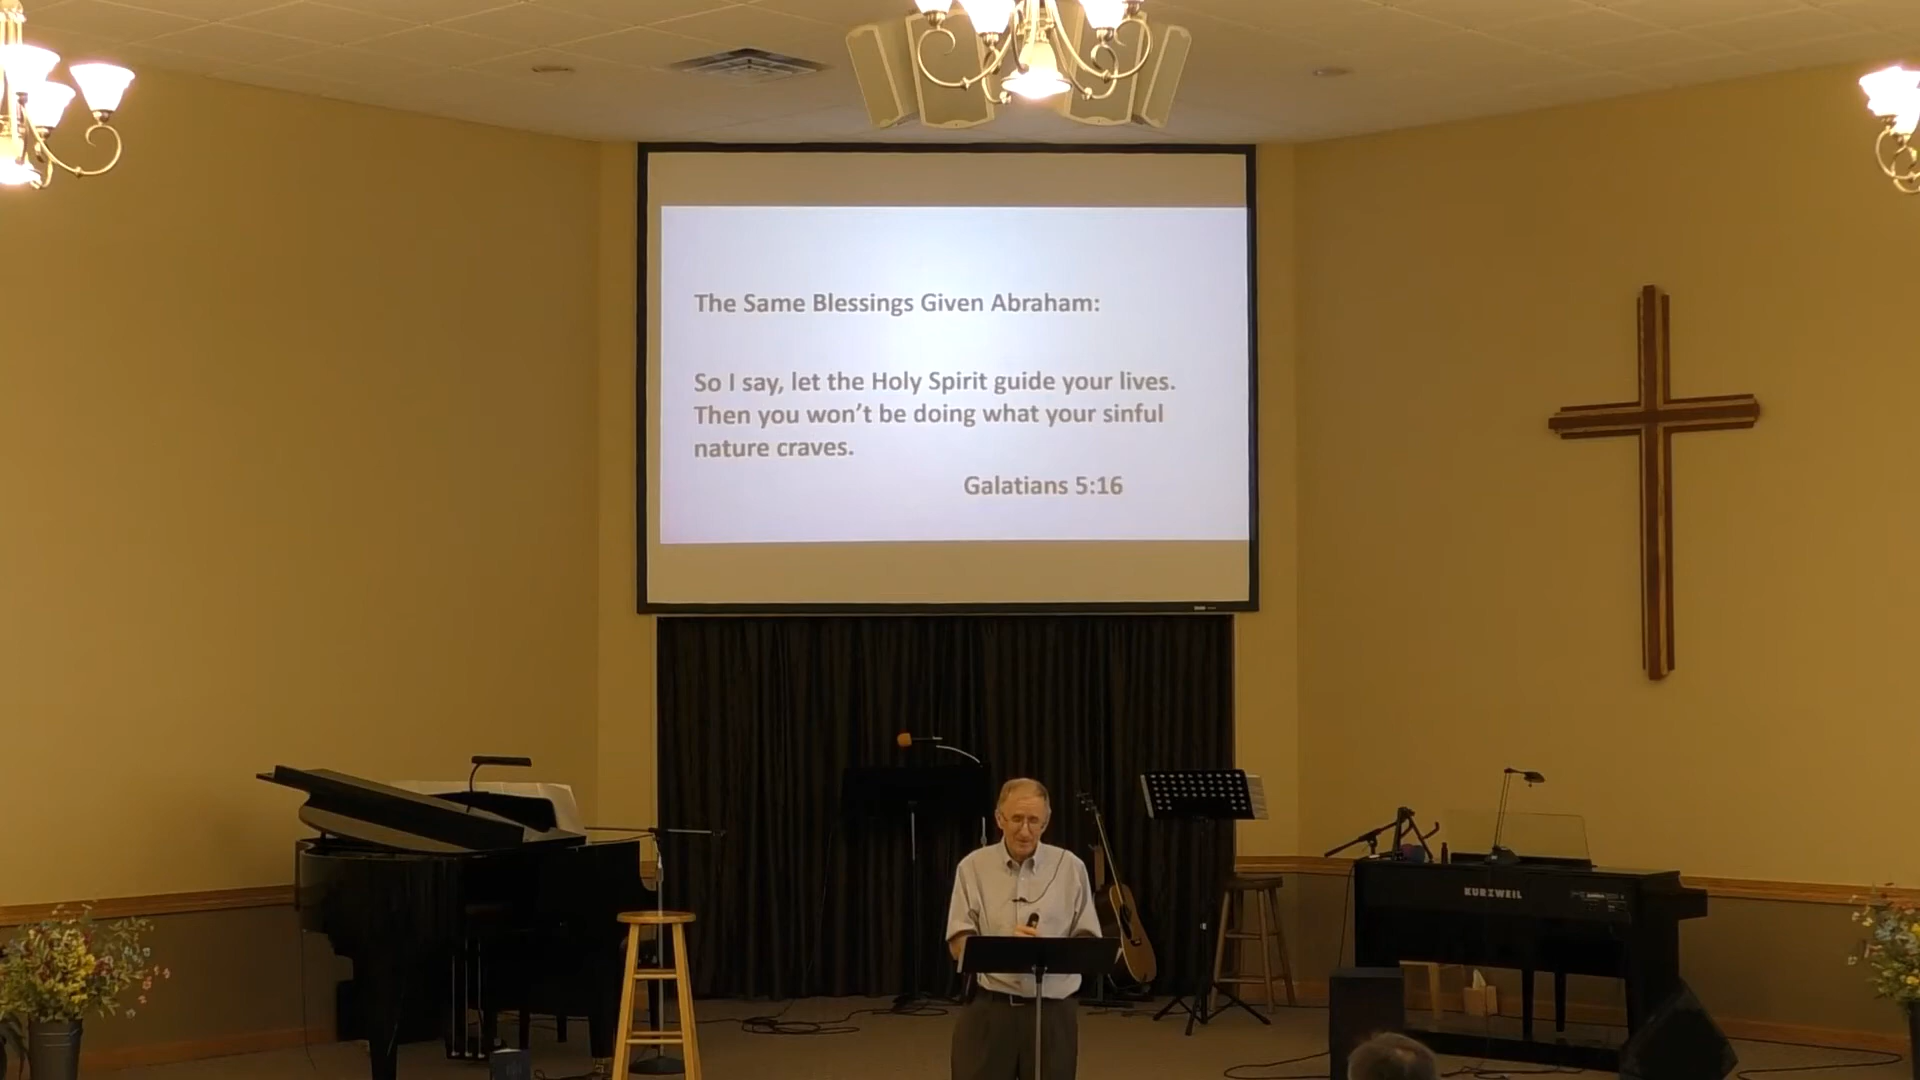 The Same Blessings Given Abraham:
So I say, let the Holy Spirit guide your lives.
Then you won't be doing what your sinful
nature craves.
Galatians 5:16
KURZWEIL